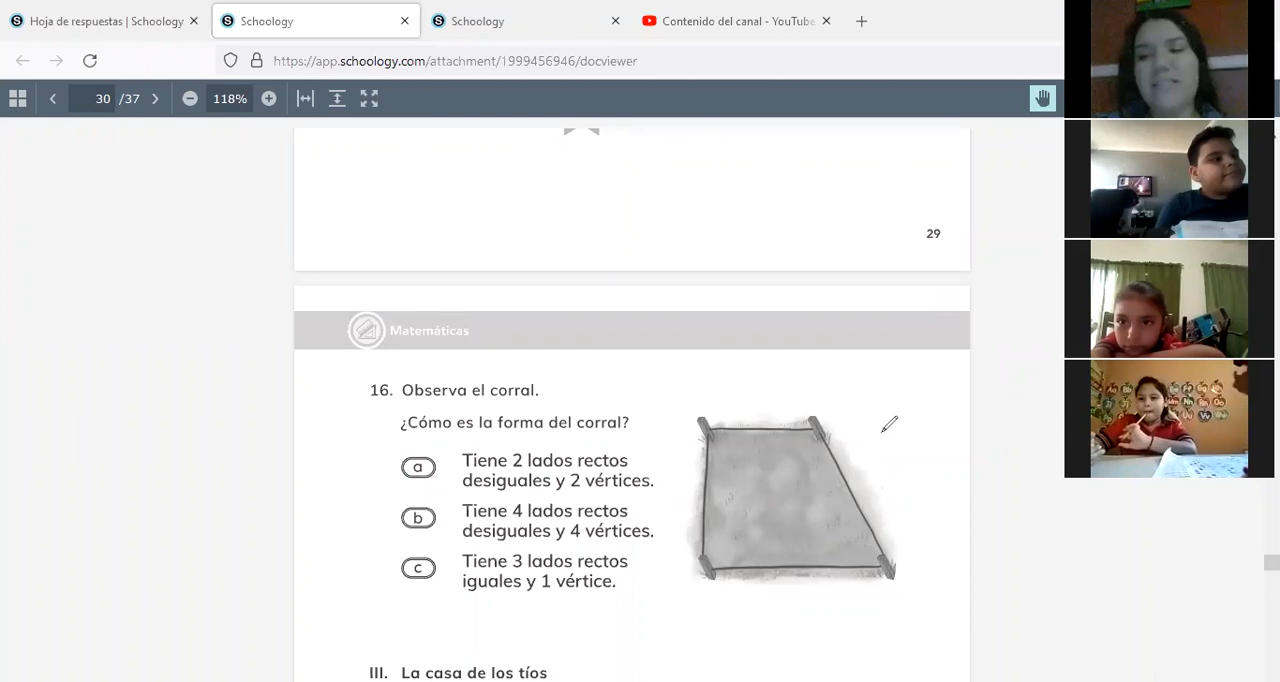 Hoja de respuestas | Schoology
Schoology
Schoology
Contenido del canal - YouTube
https://app.schoology.com/attachment/1999456946/docviewer
30 /37
118%
29
Matemáticas
16. Observa el corral.
¿Cómo es la forma del corral?
a Tiene 2 lados rectos
desiguales y 2 vértices.
b Tiene 4 lados rectos
desiguales y 4 vértices.
c Tiene 3 lados rectos
iguales y 1 vértice.
III. La casa de los tíos